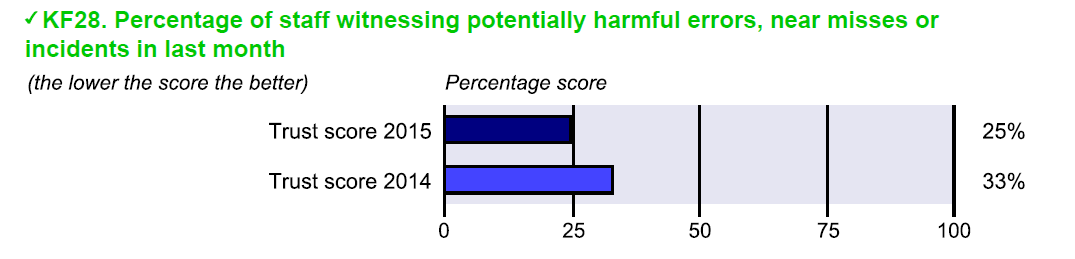 ✓KF28. Percentage of staff witnessing potentially harmful errors, near misses or
incidents in last month
(the lower the score the better) Percentage score
Trust score 2015 25%
Trust score 2014 33%
0 25 50 75 100